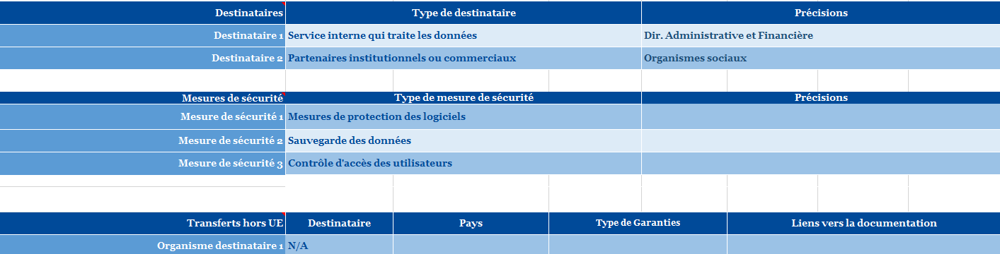 Destinataires Type de destinataire Précisions
Destinataire 1 Service interne qui traite les données Dir. Administrative et Financière
Destinataire 2 Partenaires institutionnels ou commerciaux Organismes sociaux
Mesures de sécurité Type de mesure de sécurité Précisions
Mesure de sécurité 1 Mesures de protection des logiciels
Mesure de sécurité 2 Sauvegarde des données
Mesure de sécurité 3 Contrôle d'accès des utilisateurs
Transferts hors UE Destinataire Pays Type de Garanties Liens vers la documentation
Organisme destinataire 1 N/A